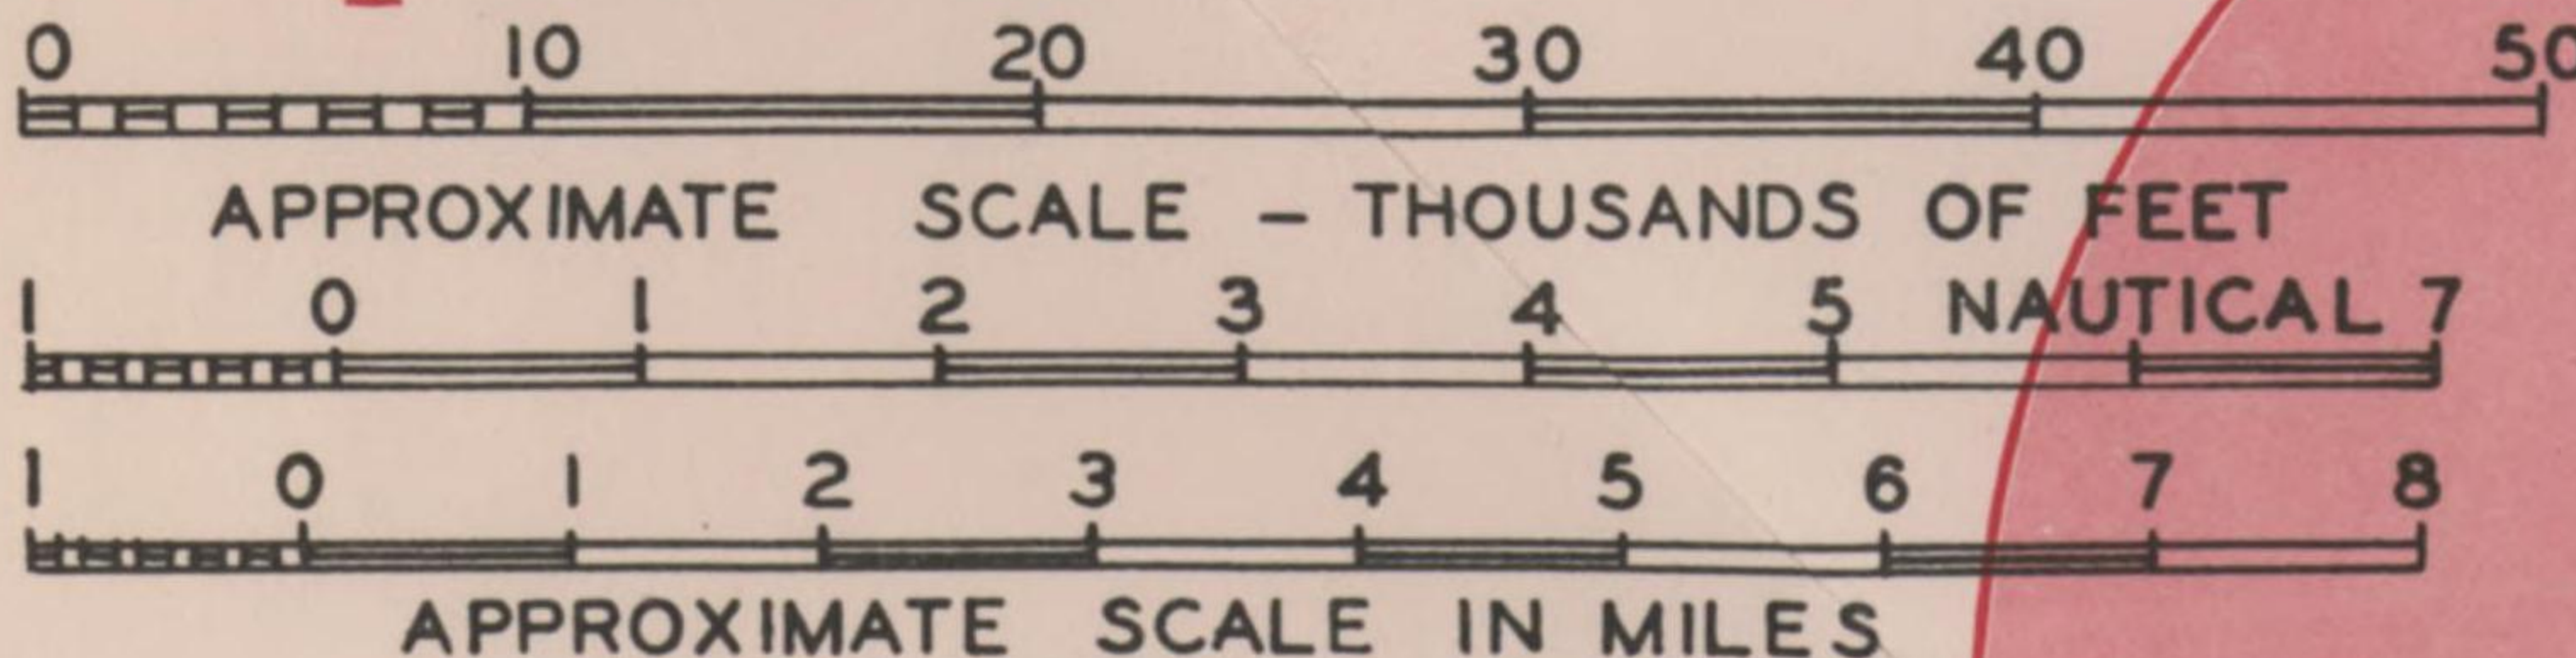 0 10 20 30 40 50
APPROXIMATE SCALE – THOUSANDS OF FEET
1 0 1 2 3 4 5 NAUTICAL 7
1 0 1 2 3 4 5 6 7 8
APPROXIMATE SCALE IN MILES